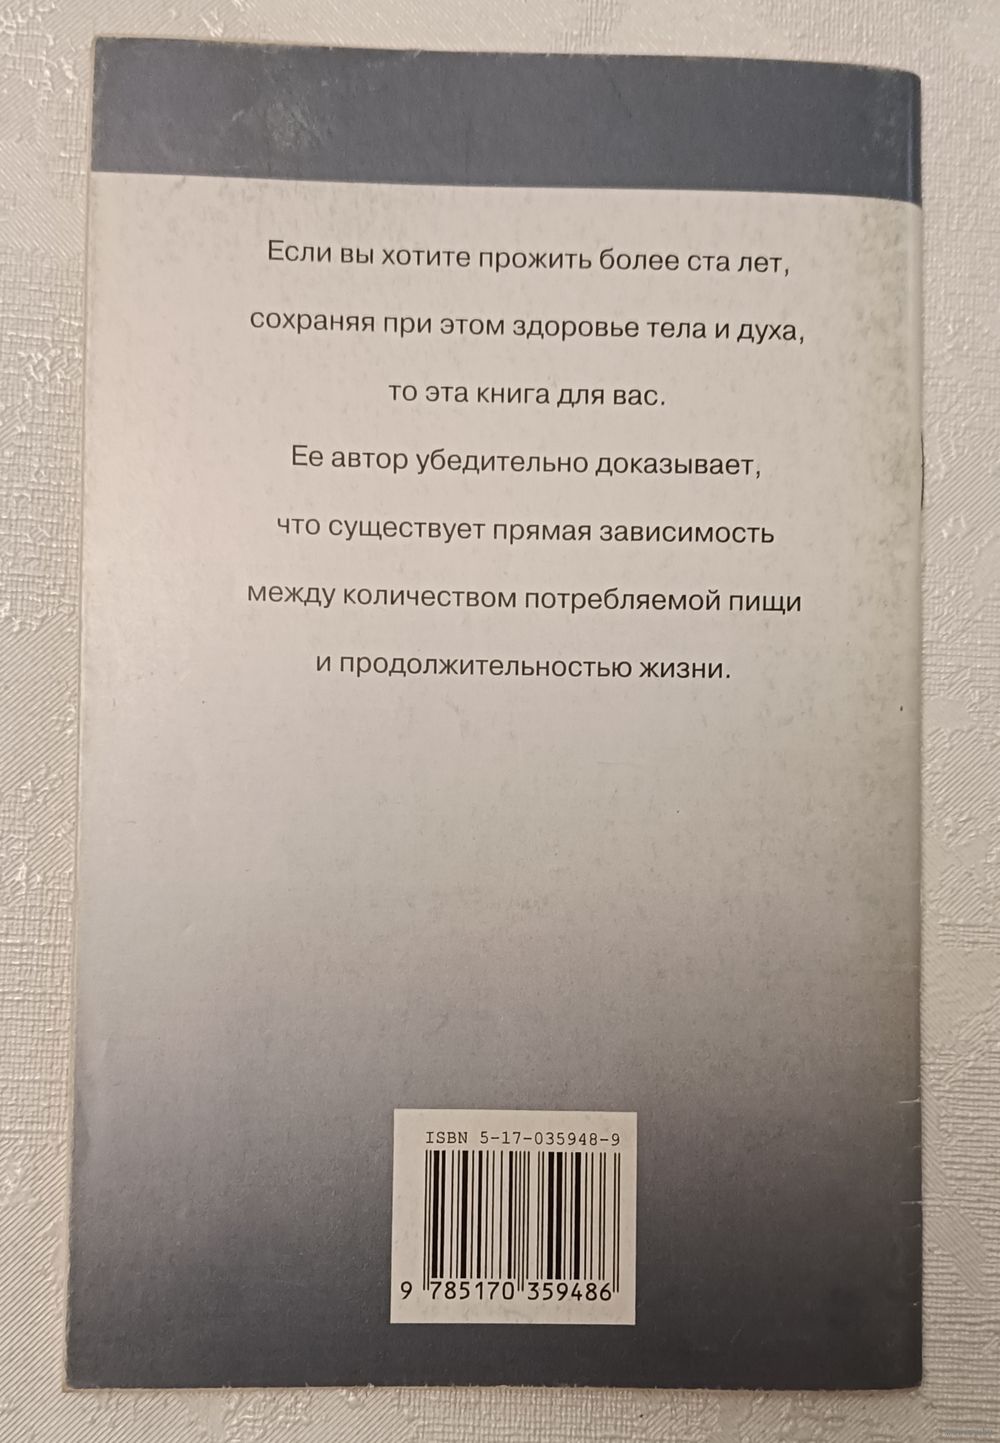 Если вы хотите прожить более ста лет,
сохраняя при этом здоровье тела и духа,
то эта книга для вас.
Ее автор убедительно доказывает,
что существует прямая зависимость
между количеством потребляемой пищи
и продолжительностью жизни.
ISBN 5-17-035948-9
9 785170 359486